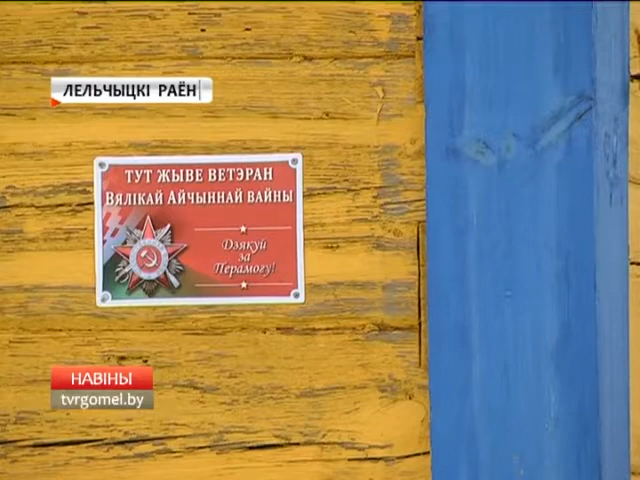 ЛЕЛЬЧЫЦКІ РАЁН
ТУТ ЖЫВЕ ВЕТЭРАН
ВЯЛІКАЙ АЙЧЫННАЙ ВАЙНЫ
Дзякуй
за
Перамогу!
НАВІНЫ
tvrgomel.by